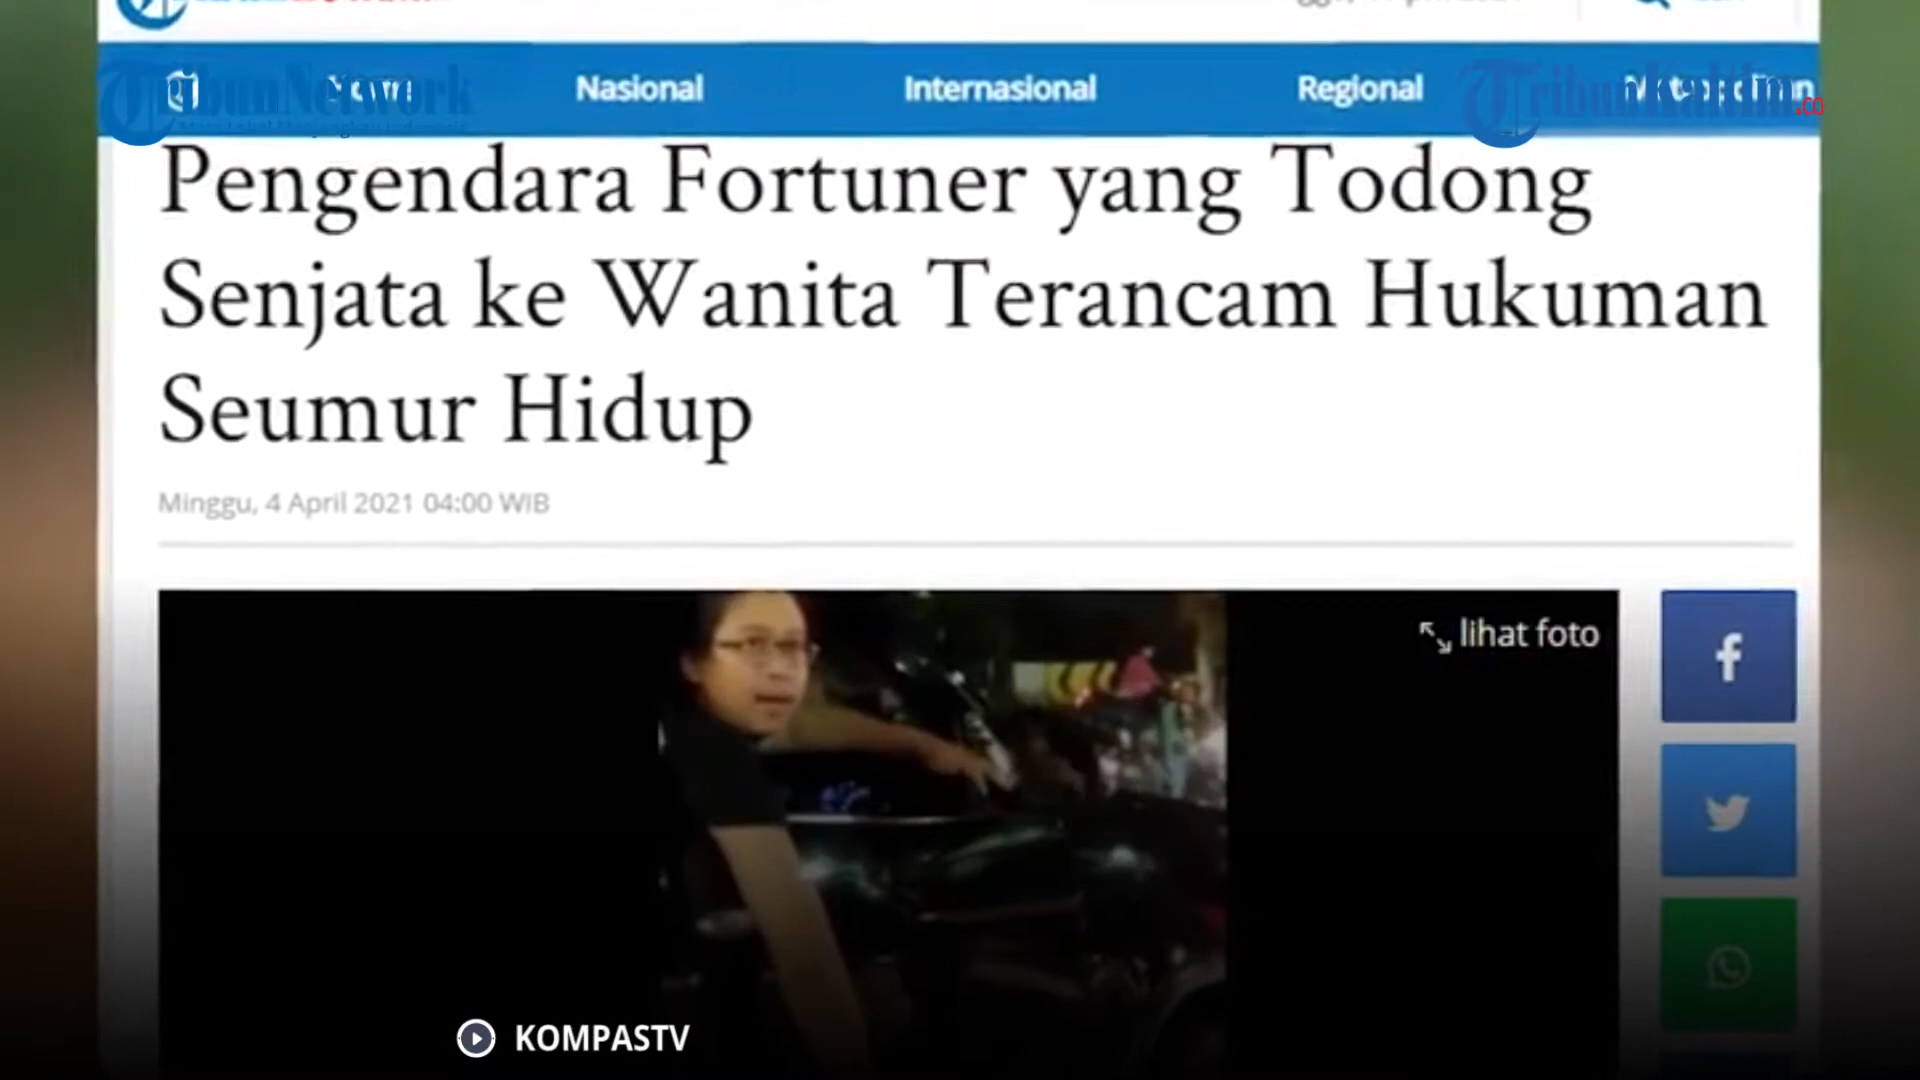 Nasional
Internasional
Regional
Pengendara Fortuner yang Todong
Senjata ke Wanita Terancam Hukuman
Seumur Hidup
Minggu, 4 April 2021 04:00 WIB
lihat foto
KOMPASTV